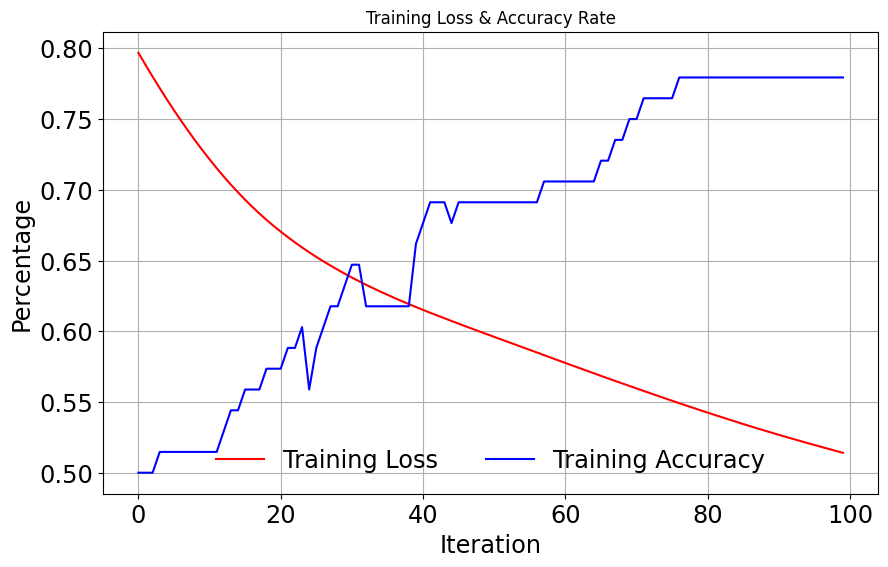 Training Loss & Accuracy Rate
Percentage
0.80
0.75
0.70
0.65
0.60
0.55
0.50
Training Loss
Training Accuracy
0 20 40 60 80 100
Iteration